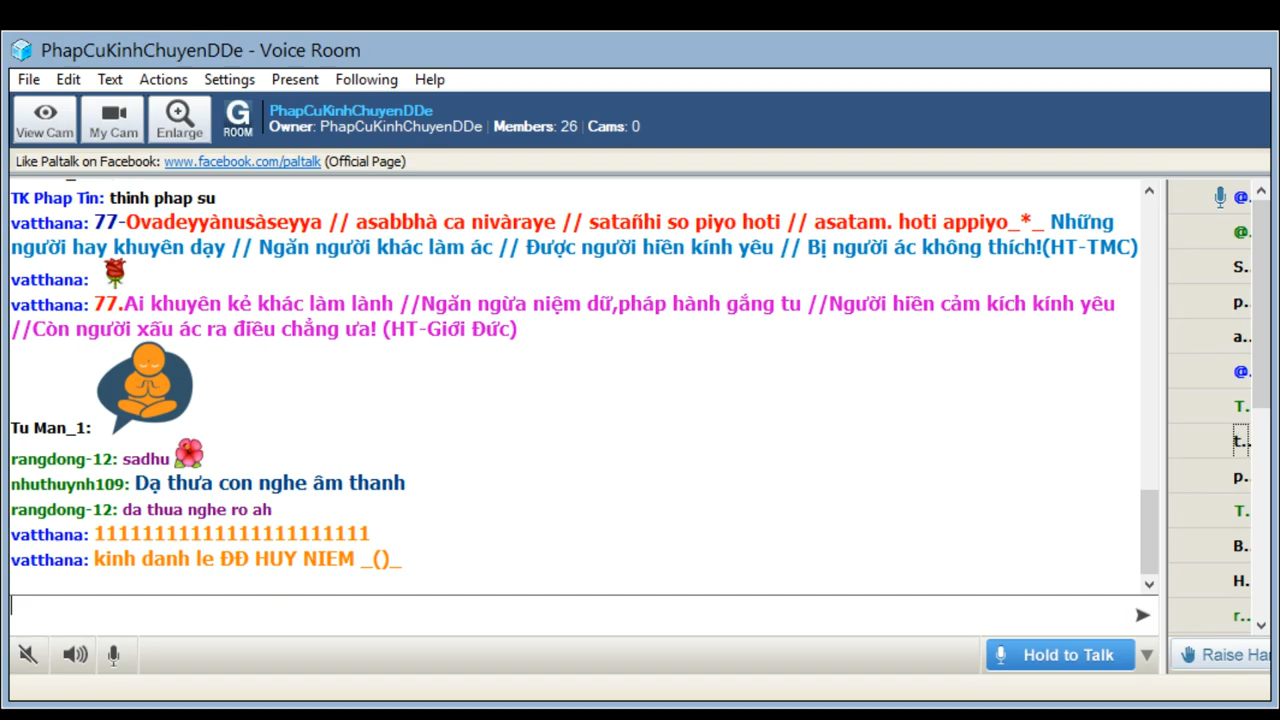 PhapCuKinhChuyenDDe - Voice Room
File Edit Text Actions Settings Present Following Help
View Cam My Cam Enlarge G ROOM
PhapCuKinhChuyenDDe
Owner: PhapCuKinhChuyenDDe | Members: 26 | Cams: 0
Like Paltalk on Facebook: www.facebook.com/paltalk (Official Page)
TK Phap Tin: thinh phap su
vatthana: 77-Ovadeyyànusàseyya // asabbhà ca nivàraye // satañhi so piyo hoti // asatam. hoti appiyo_*_ Những
người hay khuyên dạy // Ngăn người khác làm ác // Được người hiền kính yêu // Bị người ác không thích!(HT-TMC)
vatthana:
vatthana: 77.Ai khuyên kẻ khác làm lành //Ngăn ngừa niệm dữ,pháp hành gắng tu //Người hiền cảm kích kính yêu
//Còn người xấu ác ra điều chẳng ưa! (HT-Giới Đức)
Tu Man_1:
rangdong-12: sadhu
nhuthuynh109: Dạ thưa con nghe âm thanh
rangdong-12: da thua nghe ro ah
vatthana: 11111111111111111111111
vatthana: kinh danh le ĐĐ HUY NIEM _()_
@.
@.
S.
p.
a..
@.
T.
t..
p.
T.
B.
H.
r..
Hold to Talk
Raise Har